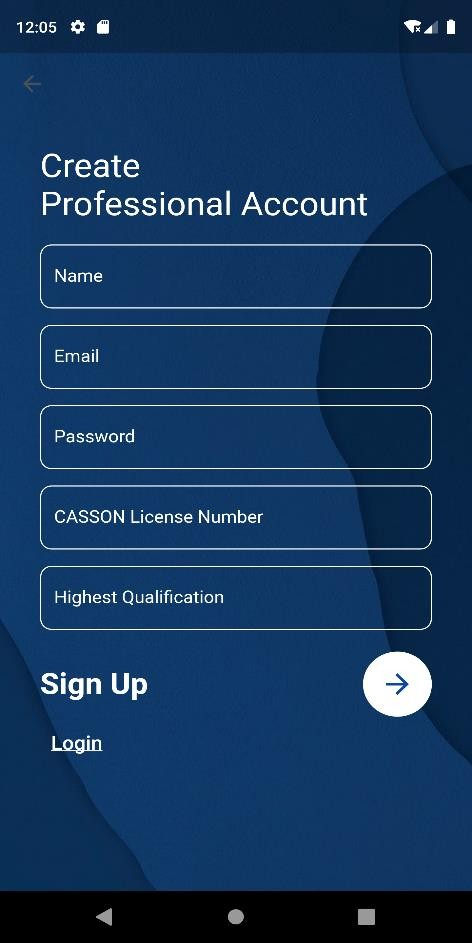 12:05
Create
Professional Account
Name
Email
Password
CASSON License Number
Highest Qualification
Sign Up
Login